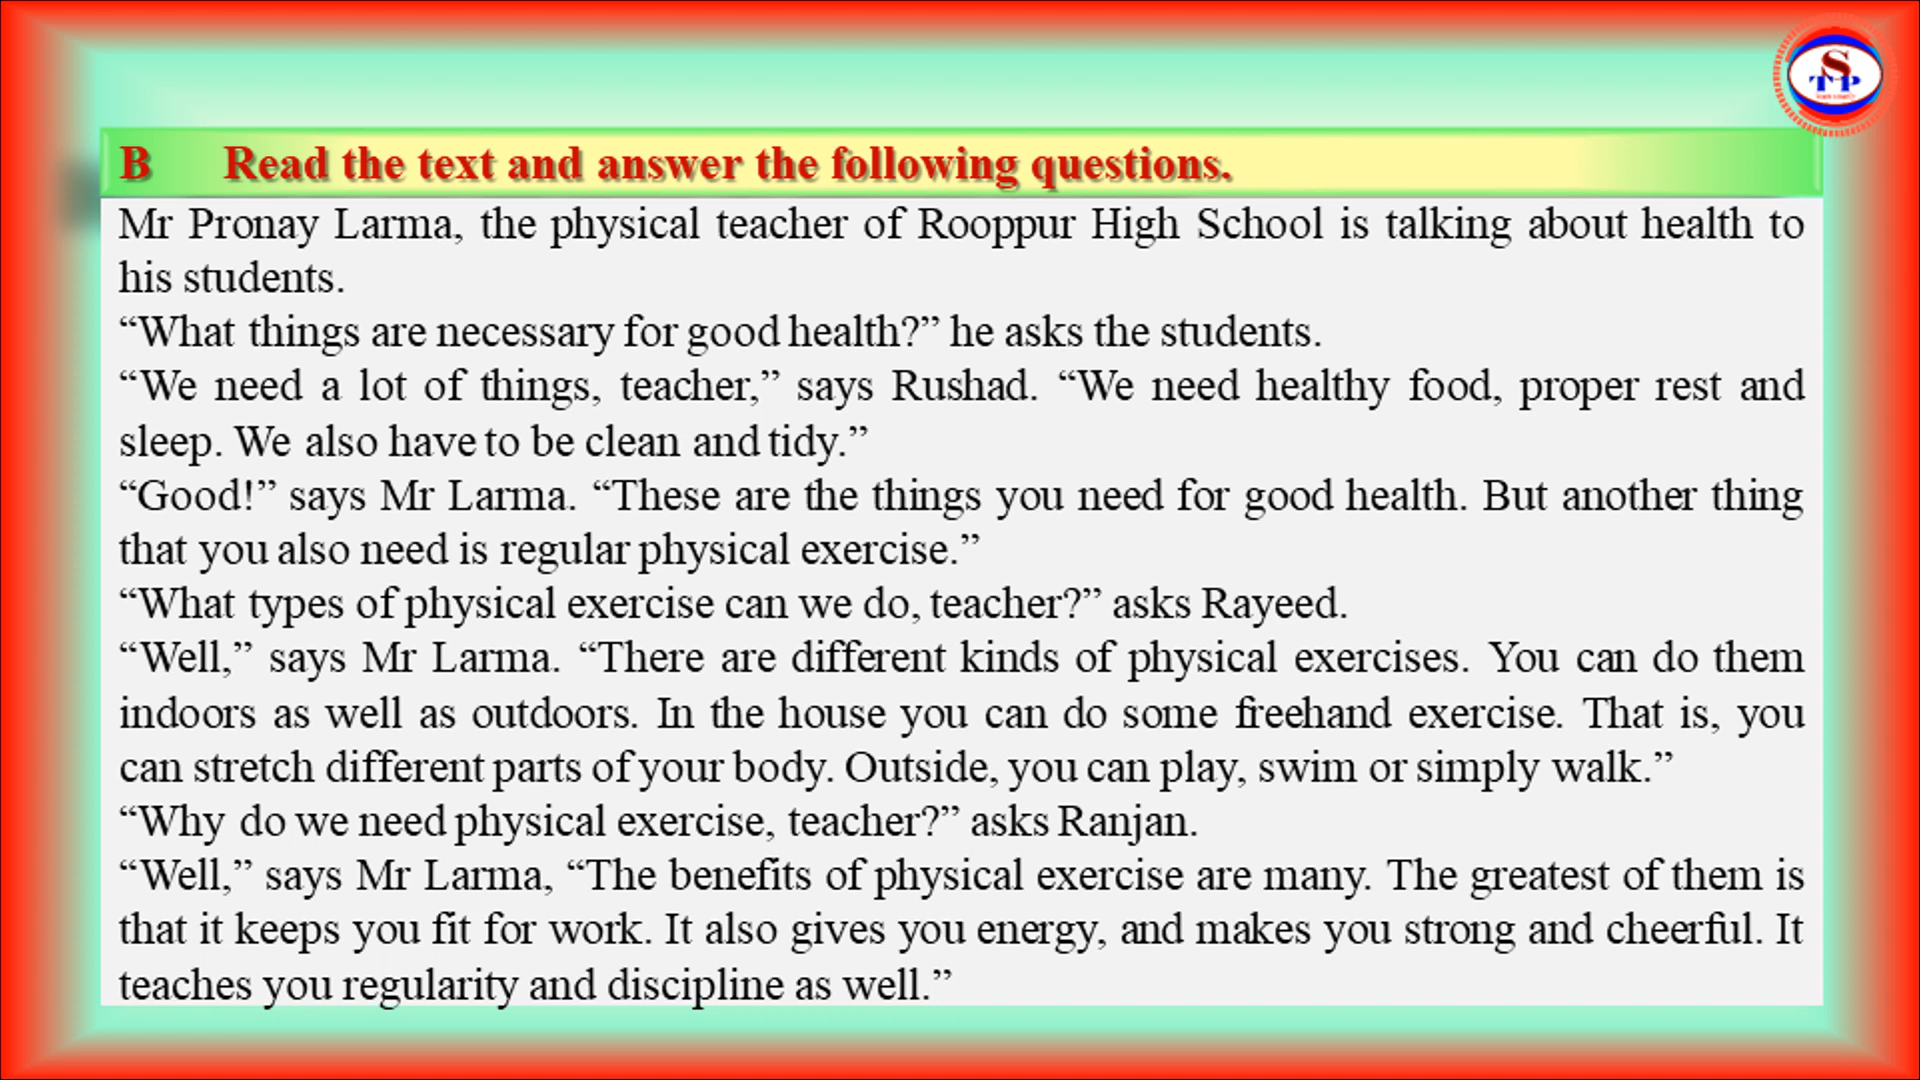 S
TP
B Read the text and answer the following questions.
Mr Pronay Larma, the physical teacher of Rooppur High School is talking about health to
his students.
“What things are necessary for good health?” he asks the students.
“We need a lot of things, teacher,” says Rushad. “We need healthy food, proper rest and
sleep. We also have to be clean and tidy.”
“Good!” says Mr Larma. “These are the things you need for good health. But another thing
that you also need is regular physical exercise.”
“What types of physical exercise can we do, teacher?” asks Rayeed.
“Well,” says Mr Larma. “There are different kinds of physical exercises. You can do them
indoors as well as outdoors. In the house you can do some freehand exercise. That is, you
can stretch different parts of your body. Outside, you can play, swim or simply walk.”
“Why do we need physical exercise, teacher?” asks Ranjan.
“Well,” says Mr Larma, “The benefits of physical exercise are many. The greatest of them is
that it keeps you fit for work. It also gives you energy, and makes you strong and cheerful. It
teaches you regularity and discipline as well.”